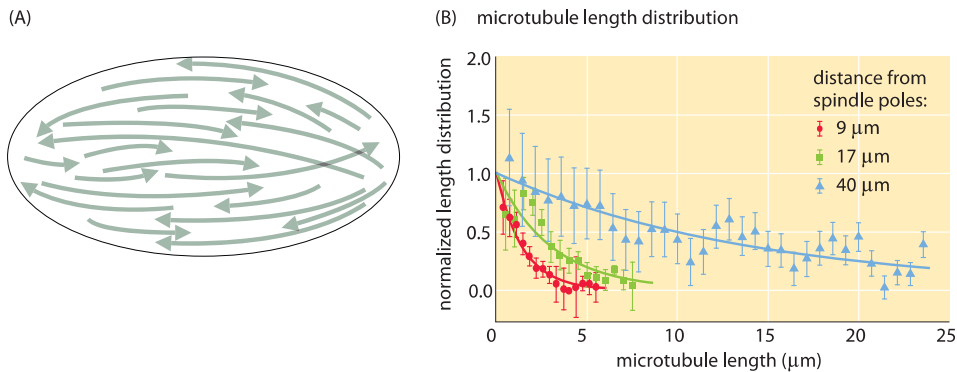 (A)
(B) microtubule length distribution
normalized length distribution
2.0
1.5
1.0
0.5
0.0
distance from
spindle poles:
9 μm
17 μm
40 μm
0 5 10 15 20 25
microtubule length (μm)